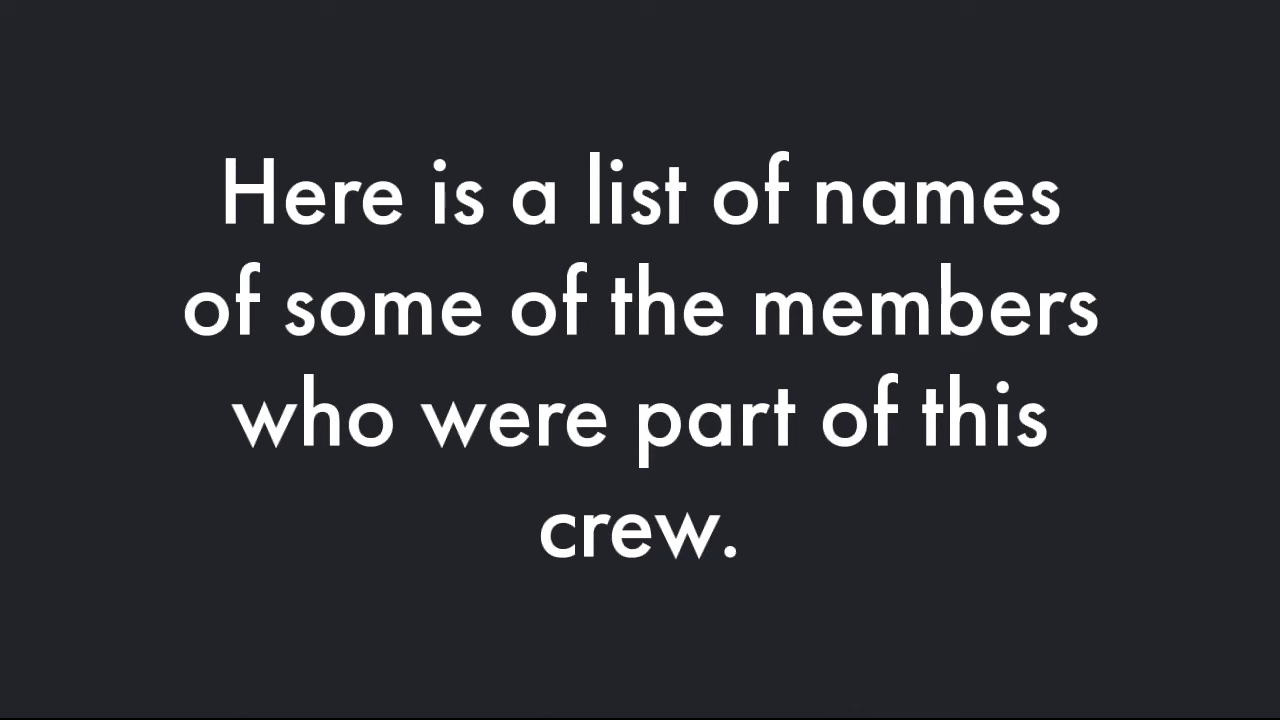 Here is a list of names
of some of the members
who were part of this
crew.